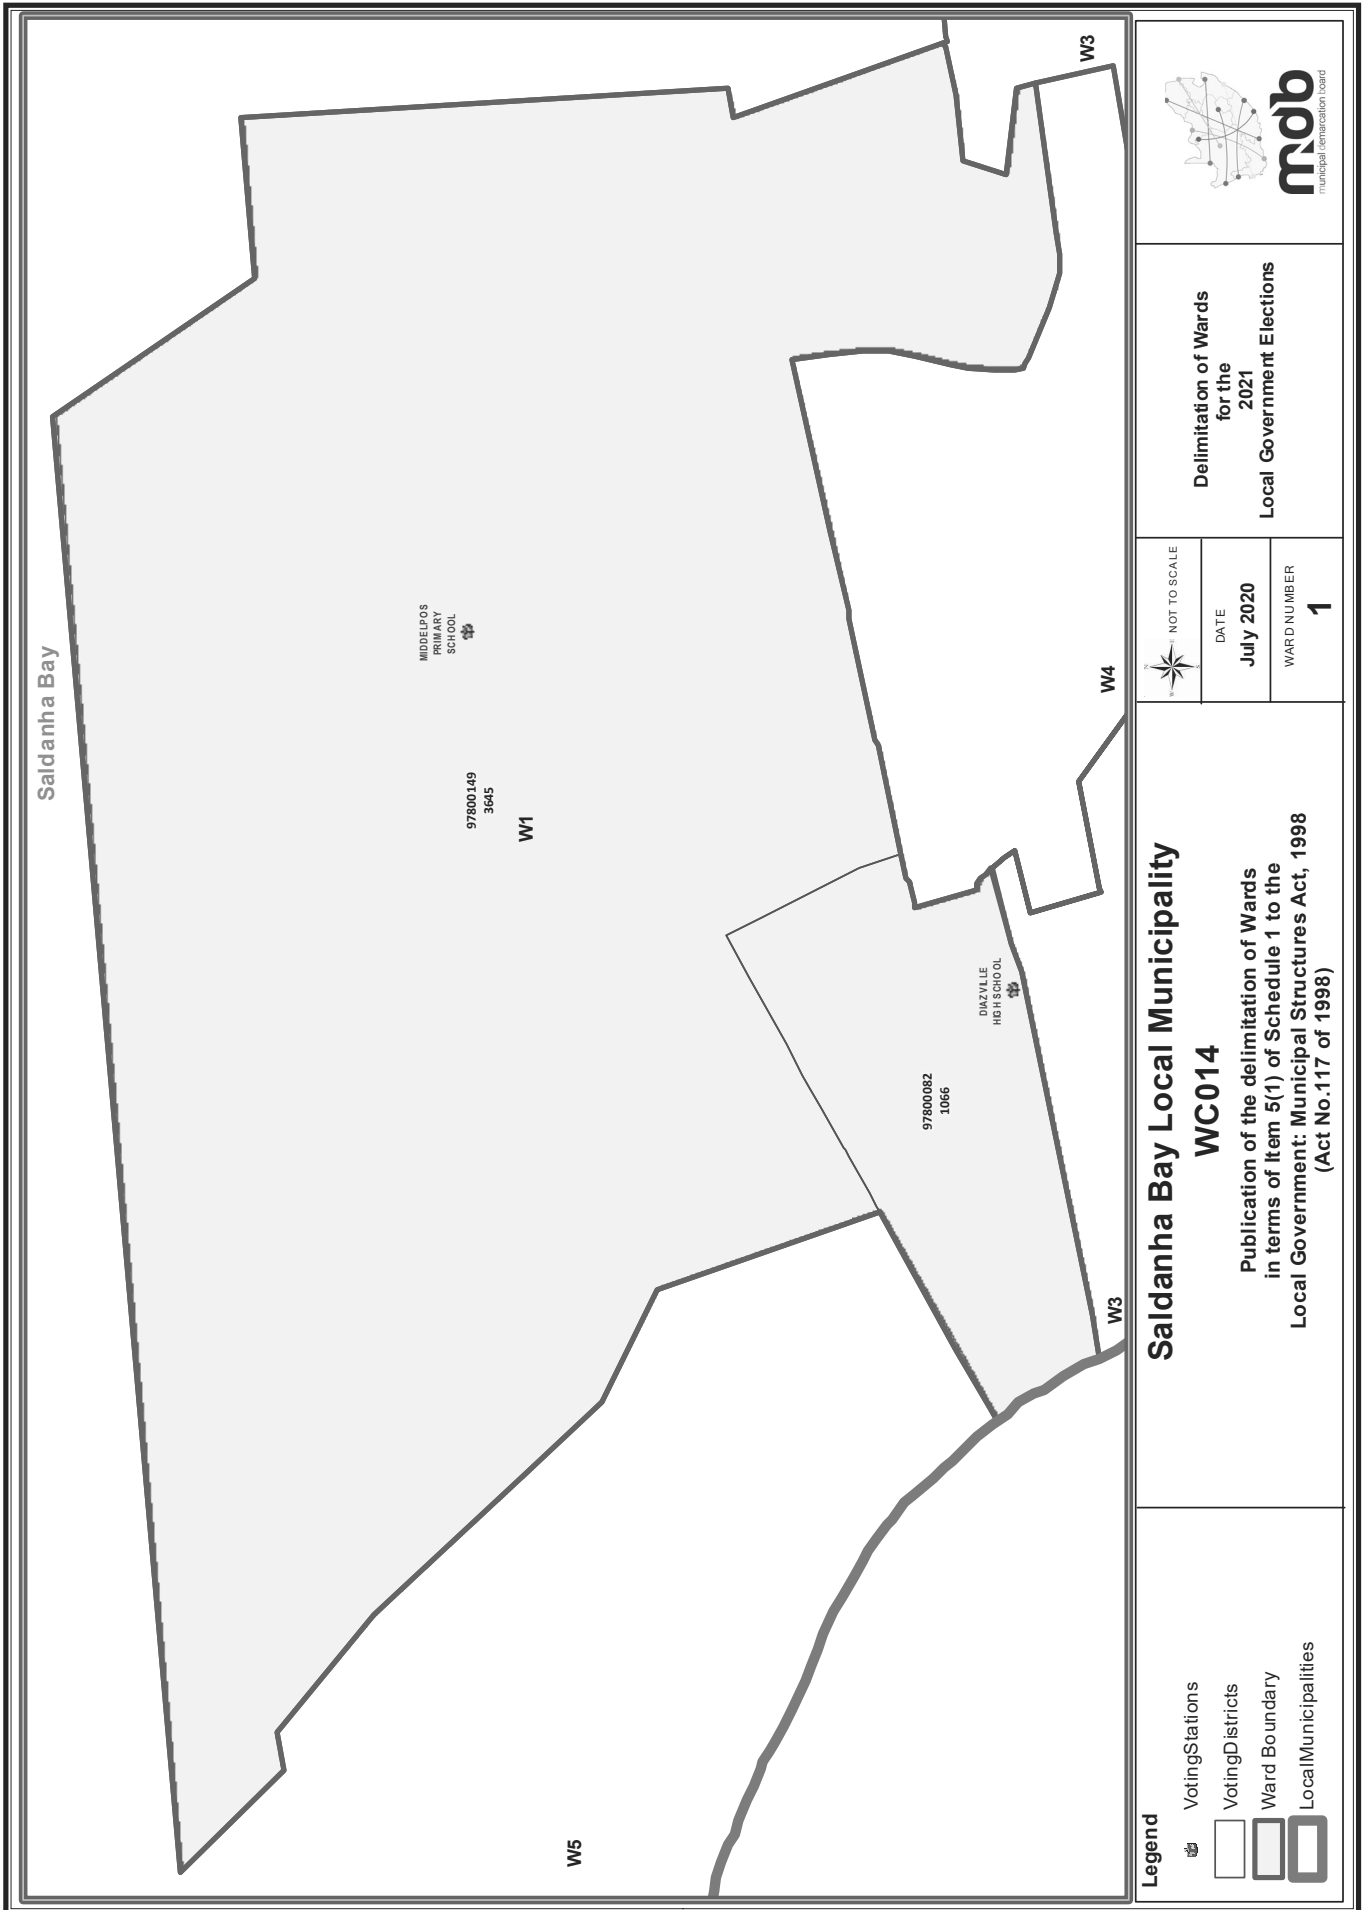 Saldanha Bay
MIDDELPOS
PRIMARY
SCHOOL
97800149
3645
W1
DIAZVILLE
HIGH SCHOOL
97800082
1066
W5
W3
W4
W3
Legend
VotingStations
VotingDistricts
Ward Boundary
LocalMunicipalities
Saldanha Bay Local Municipality
WC014
Publication of the delimitation of Wards
in terms of Item 5(1) of Schedule 1 to the
Local Government: Municipal Structures Act, 1998
(Act No.117 of 1998)
N
W
E
S
NOT TO SCALE
DATE
July 2020
WARD NUMBER
1
Delimitation of Wards
for the
2021
Local Government Elections
mdb
municipal demarcation board